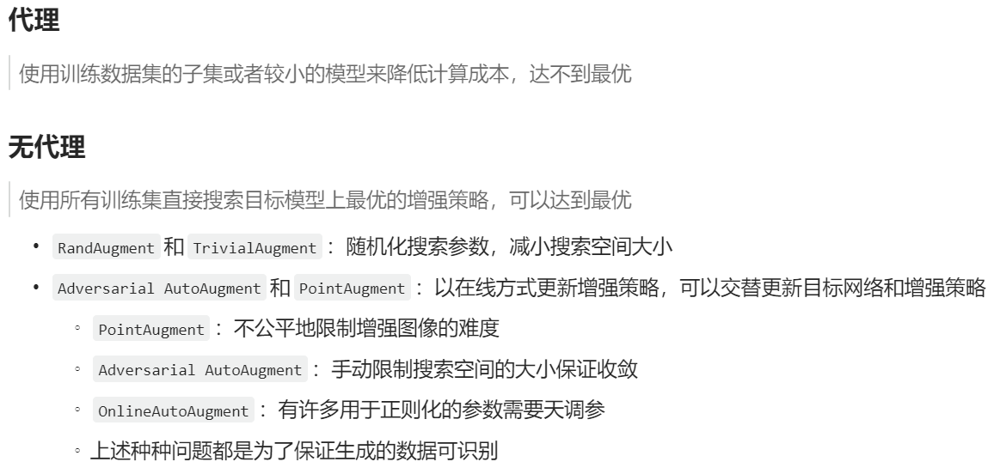 代理
使用训练数据集的子集或者较小的模型来降低计算成本，达不到最优
无代理
使用所有训练集直接搜索目标模型上最优的增强策略，可以达到最优
• RandAugment 和 TrivialAugment ：随机化搜索参数，减小搜索空间大小
• Adversarial AutoAugment 和 PointAugment ：以在线方式更新增强策略，可以交替更新目标网络和增强策略
◦ PointAugment ：不公平地限制增强图像的难度
◦ Adversarial AutoAugment ：手动限制搜索空间的大小保证收敛
◦ OnlineAutoAugment ：有许多用于正则化的参数需要天调参
◦ 上述种种问题都是为了保证生成的数据可识别